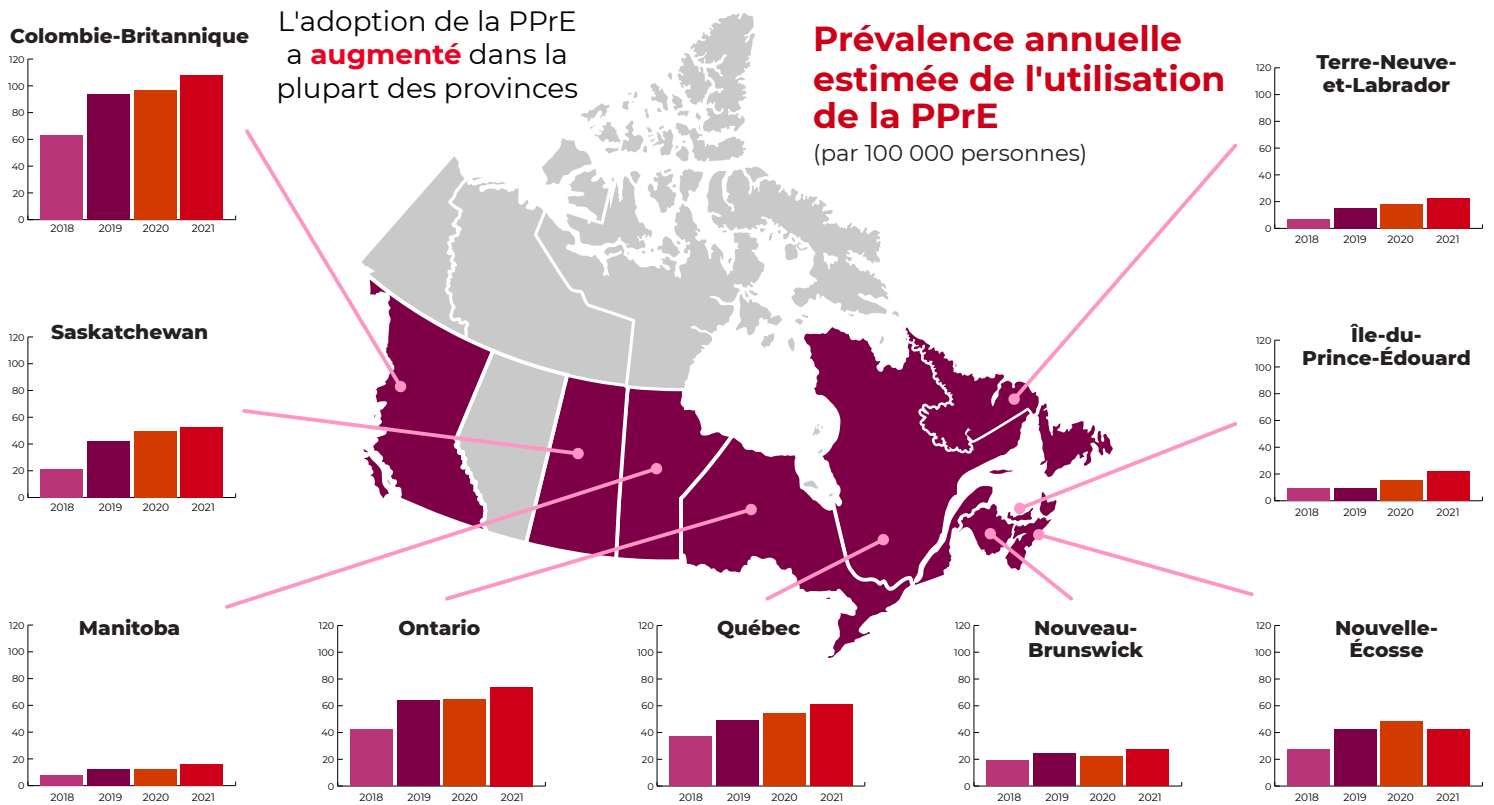 L'adoption de la PPrE
a augmenté dans la
plupart des provinces
Prévalence annuelle
estimée de l'utilisation
de la PPrE
(par 100 000 personnes)
Colombie-Britannique
120
100
80
60
40
20
0
2018 2019 2020 2021
Terre-Neuve-
et-Labrador
120
100
80
60
40
20
0
2018 2019 2020 2021
Saskatchewan
120
100
80
60
40
20
0
2018 2019 2020 2021
Île-du-
Prince-Édouard
120
100
80
60
40
20
0
2018 2019 2020 2021
Manitoba
120
100
80
60
40
20
0
2018 2019 2020 2021
Ontario
120
100
80
60
40
20
0
2018 2019 2020 2021
Québec
120
100
80
60
40
20
0
2018 2019 2020 2021
Nouveau-
Brunswick
120
100
80
60
40
20
0
2018 2019 2020 2021
Nouvelle-
Écosse
120
100
80
60
40
20
0
2018 2019 2020 2021